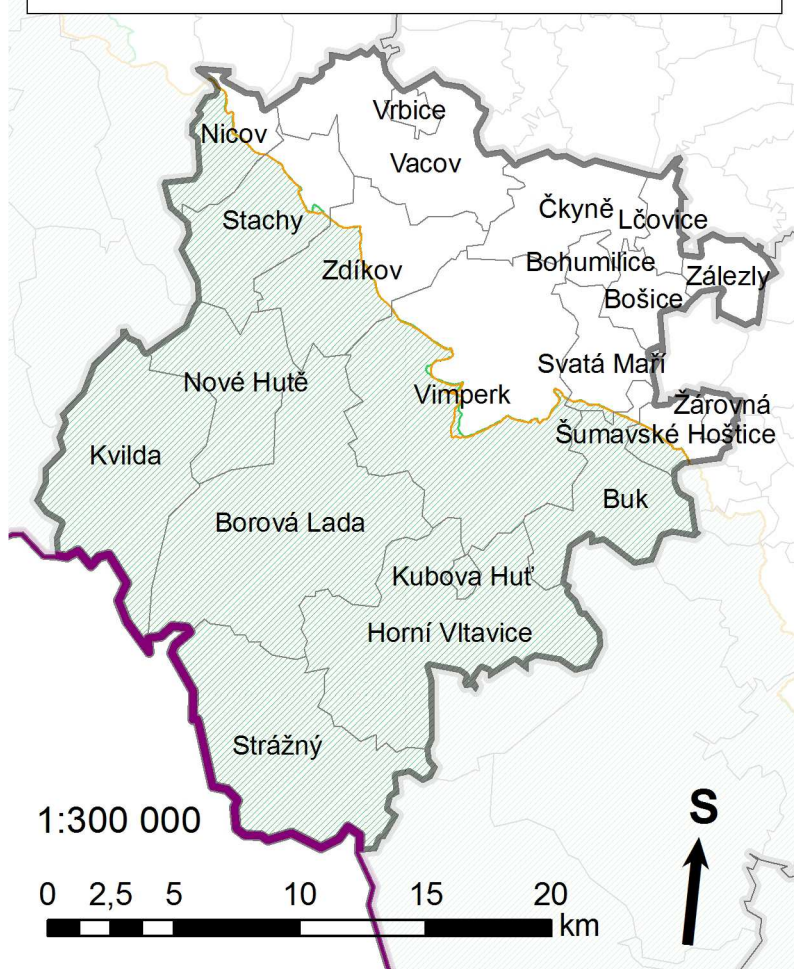 Vrbice
Nicov
Vacov
Čkyně
Lčovice
Stachy
Zdíkov
Bohumilice
Zálezly
Bošice
Svatá Maří
Nové Hutě
Vimperk
Žárovná
Šumavské Hoštice
Kvilda
Buk
Borová Lada
Kubova Huť
Horní Vltavice
Strážný
1:300 000
S
0 2,5 5 10 15 20
km